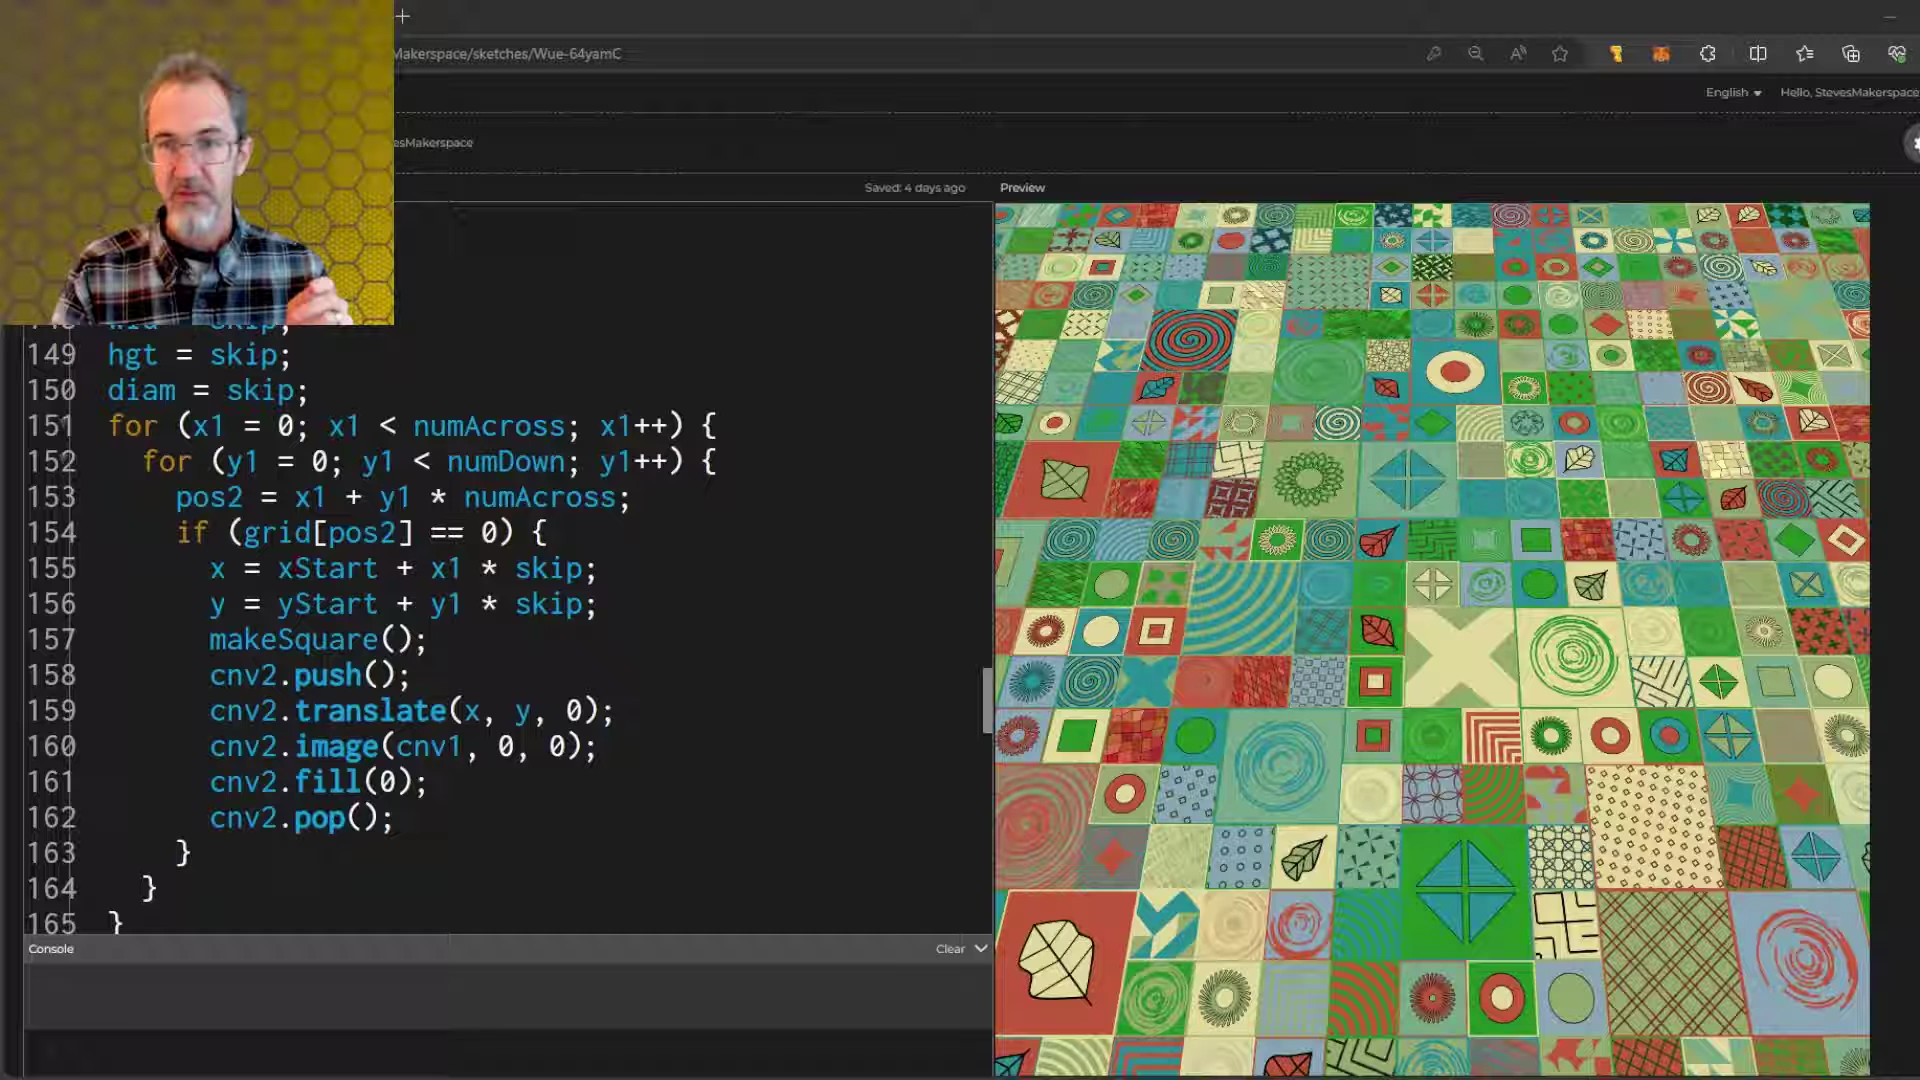 Makerspace/sketches/Wue-64yamC
English
Hello, StevesMakerspace
esMakerspace
Saved: 4 days ago
Preview
149 hgt = skip;
150 diam = skip;
151 for (x1 = 0; x1 < numAcross; x1++) {
152 for (y1 = 0; y1 < numDown; y1++) {
153 pos2 = x1 + y1 * numAcross;
154 if (grid[pos2] == 0) {
155 x = xStart + x1 * skip;
156 y = yStart + y1 * skip;
157 makeSquare();
158 cnv2.push();
159 cnv2.translate(x, y, 0);
160 cnv2.image(cnv1, 0, 0);
161 cnv2.fill(0);
162 cnv2.pop();
163 }
164 }
165 }
Console
Clear